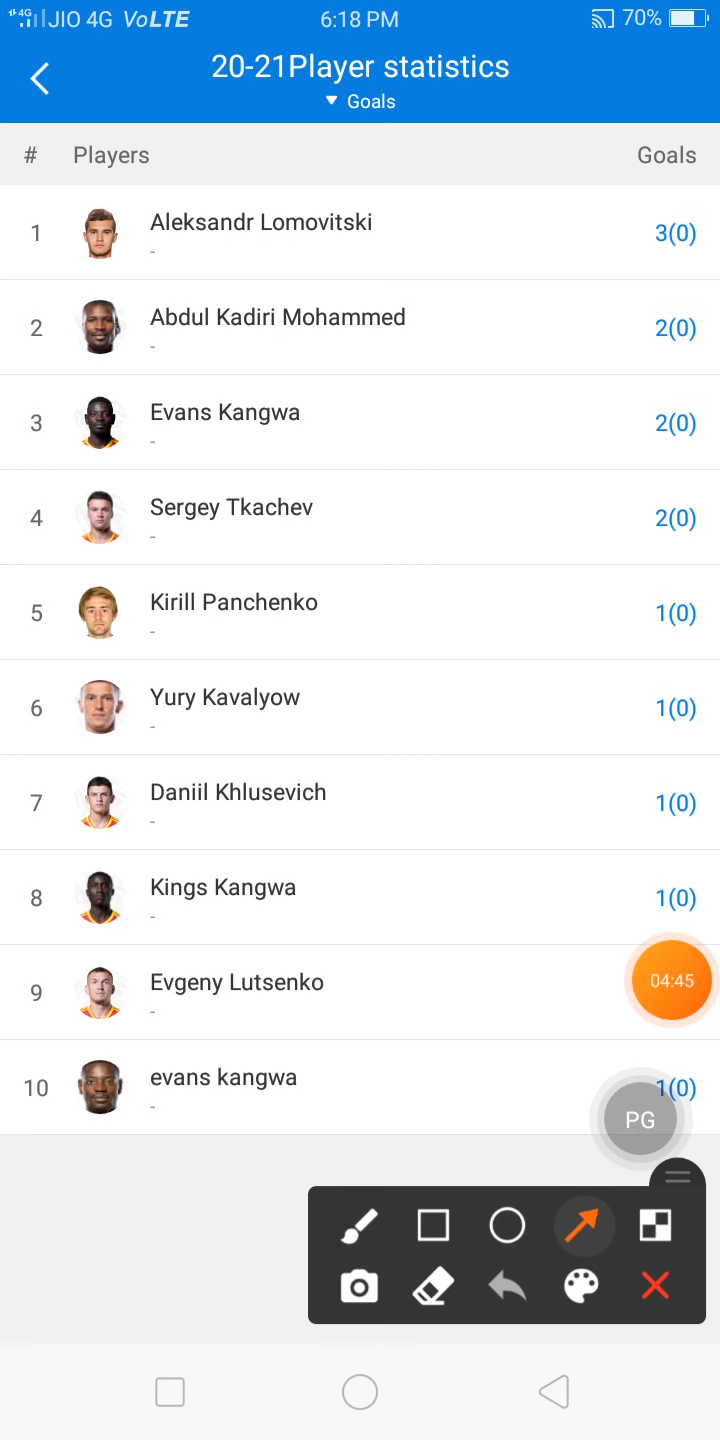 4G JIO 4G VoLTE 6:18 PM 70%
20-21Player statistics
Goals
# Players Goals
1 Aleksandr Lomovitski 3(0)
-
2 Abdul Kadiri Mohammed 2(0)
-
3 Evans Kangwa 2(0)
-
4 Sergey Tkachev 2(0)
-
5 Kirill Panchenko 1(0)
-
6 Yury Kavalyow 1(0)
-
7 Daniil Khlusevich 1(0)
-
8 Kings Kangwa 1(0)
-
9 Evgeny Lutsenko
-
04:45
10 evans kangwa 1(0)
-
PG